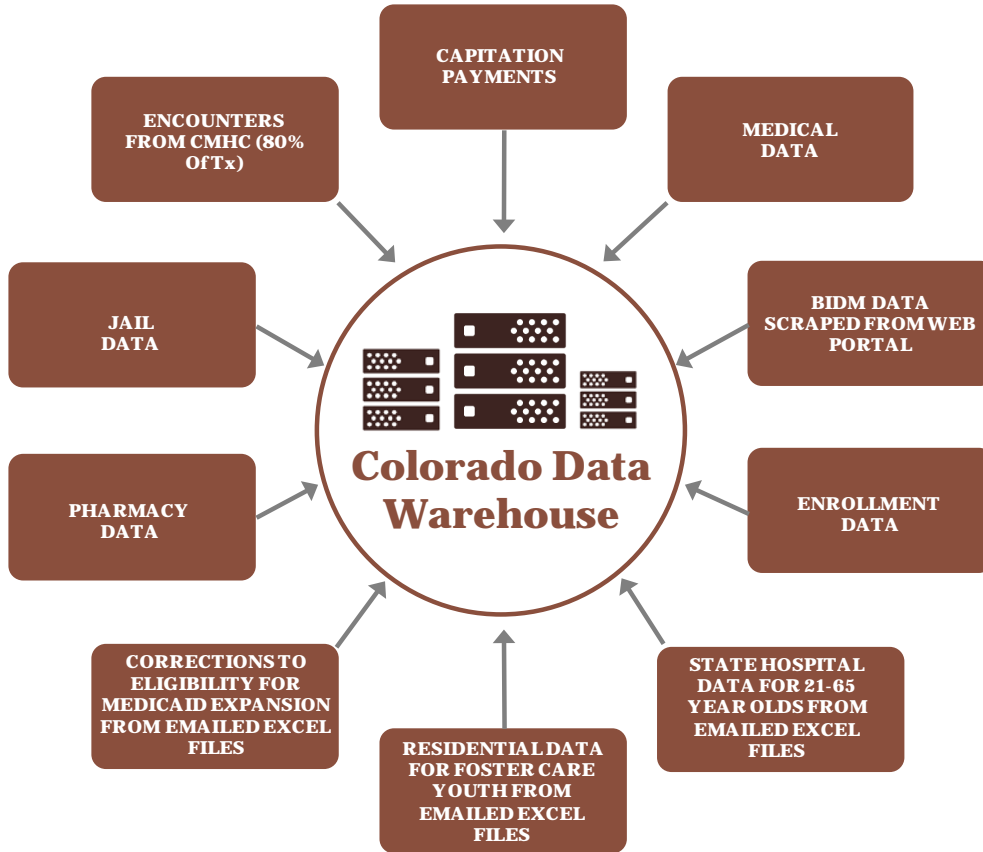 CAPITATION
PAYMENTS
ENCOUNTERS
FROM CMHC (80%
Of Tx)
MEDICAL
DATA
JAIL
DATA
BIDM DATA
SCRAPED FROM WEB
PORTAL
Colorado Data
Warehouse
PHARMACY
DATA
ENROLLMENT
DATA
CORRECTIONS TO
ELIGIBILITY FOR
MEDICAID EXPANSION
FROM EMAILED EXCEL
FILES
RESIDENTIAL DATA
FOR FOSTER CARE
YOUTH FROM
EMAILED EXCEL
FILES
STATE HOSPITAL
DATA FOR 21-65
YEAR OLDS FROM
EMAILED EXCEL
FILES